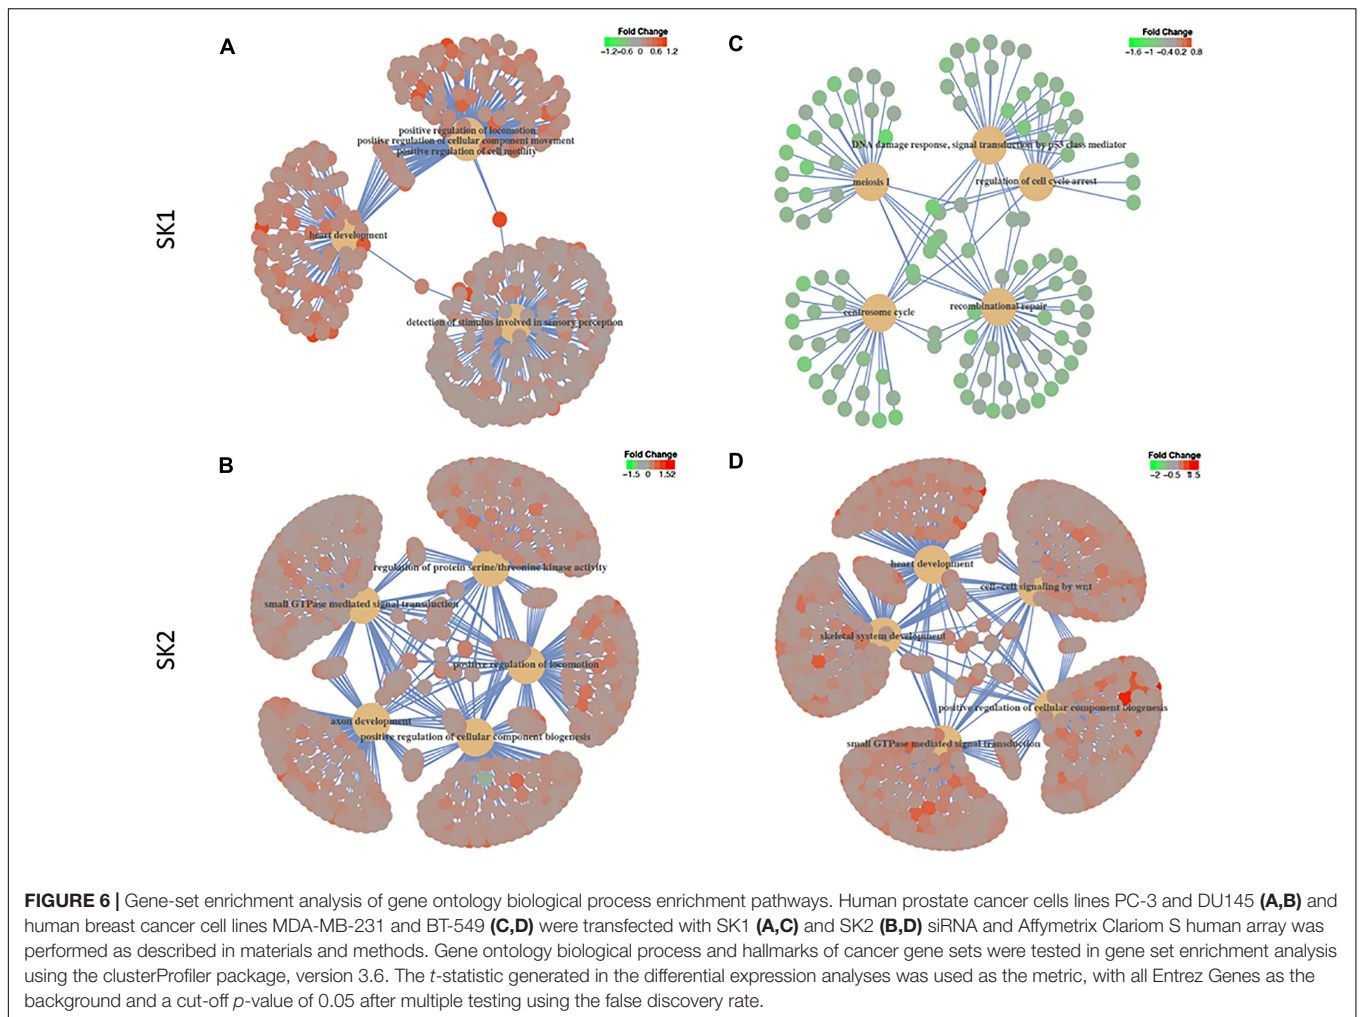 A
Fold Change
−1.2−0.6 0 0.6 1.2
positive regulation of locomotion
positive regulation of cellular component movement
positive regulation of cell motility
heart development
detection of stimulus involved in sensory perception
SK1
C
Fold Change
−1.6 −1 −0.4 0.2 0.8
DNA damage response, signal transduction by p53 class mediator
meiosis I
regulation of cell cycle arrest
centrosome cycle
recombinational repair
B
Fold Change
−1.5 0 1.52
regulation of protein serine/threonine kinase activity
small GTPase mediated signal transduction
positive regulation of locomotion
axon development
positive regulation of cellular component biogenesis
SK2
D
Fold Change
−2 −0.5 1.5
heart development
cell−cell signaling by wnt
skeletal system development
positive regulation of cellular component biogenesis
small GTPase mediated signal transduction
FIGURE 6 | Gene-set enrichment analysis of gene ontology biological process enrichment pathways. Human prostate cancer cells lines PC-3 and DU145 (A,B) and
human breast cancer cell lines MDA-MB-231 and BT-549 (C,D) were transfected with SK1 (A,C) and SK2 (B,D) siRNA and Affymetrix Clariom S human array was
performed as described in materials and methods. Gene ontology biological process and hallmarks of cancer gene sets were tested in gene set enrichment analysis
using the clusterProfiler package, version 3.6. The t-statistic generated in the differential expression analyses was used as the metric, with all Entrez Genes as the
background and a cut-off p-value of 0.05 after multiple testing using the false discovery rate.